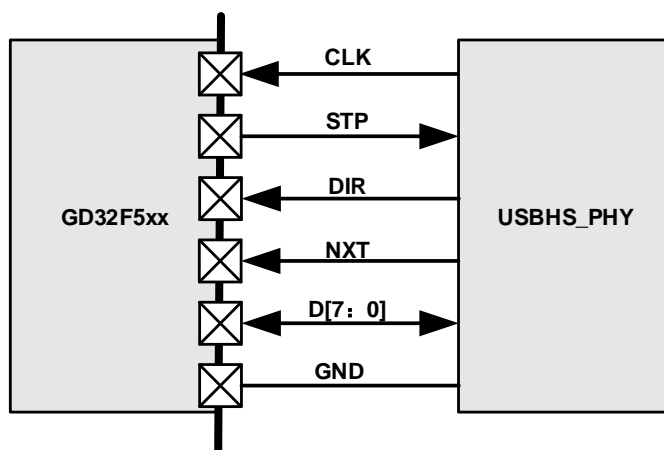 CLK
STP
DIR
GD32F5xx
USBHS_PHY
NXT
D[7：0]
GND